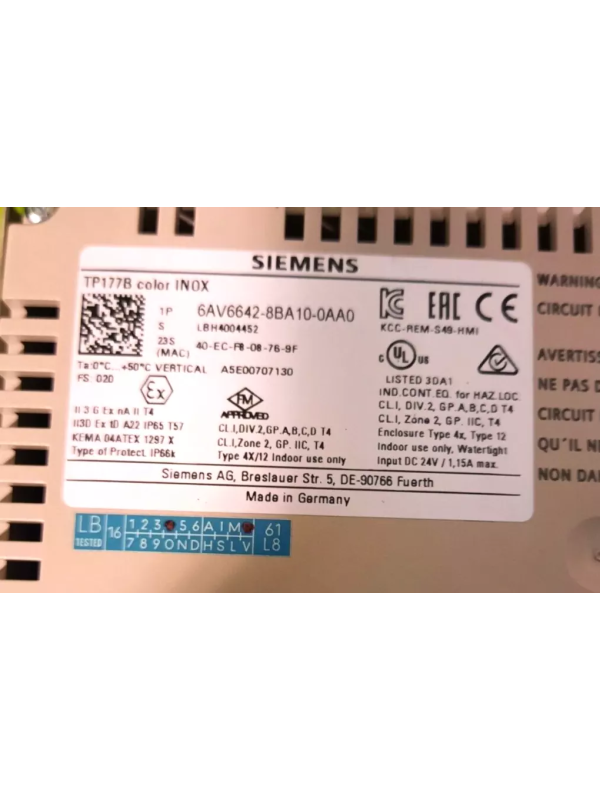 SIEMENS
TP177B color INOX
1P 6AV6642-8BA10-0AA0
S LBH4004452
23S (MAC) 40-EC-F8-08-76-9F
KCC-REM-S49-HMI
Ta:0°C...+50°C VERTICAL A5E00707130
FS: 020
Ex
FM
APPROVED
C UL US
LISTED 3DA1
IND.CONT.EQ. for HAZ.LOC.
CL.I, DIV.2, GP.A,B,C,D T4
CL.I, Zone 2, GP. IIC, T4
Enclosure Type 4x, Type 12
Indoor use only, Watertight
Input DC 24V / 1,15A max.
II 3 G Ex nA II T4
II3D Ex tD A22 IP65 T57
KEMA 04ATEX 1297 X
Type of Protect. IP66k
CL.I,DIV.2,GP.A,B,C,D T4
CL.I,Zone 2, GP. IIC, T4
Type 4X/12 Indoor use only
Siemens AG, Breslauer Str. 5, DE-90766 Fuerth
Made in Germany
WARNING
CIRCUIT
AVERTISS
NE PAS D
CIRCUIT
QU'IL NE
NON DAN
LB TESTED 16 1 2 3 5 6 A I M 61
7 8 9 O N D H S L V L8